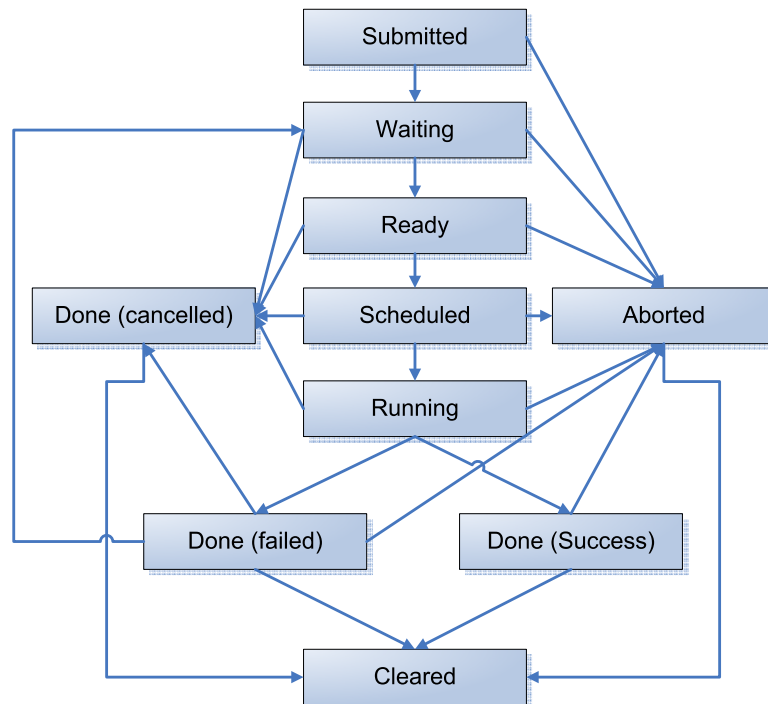 Submitted
Waiting
Ready
Done (cancelled)
Scheduled
Aborted
Running
Done (failed)
Done (Success)
Cleared